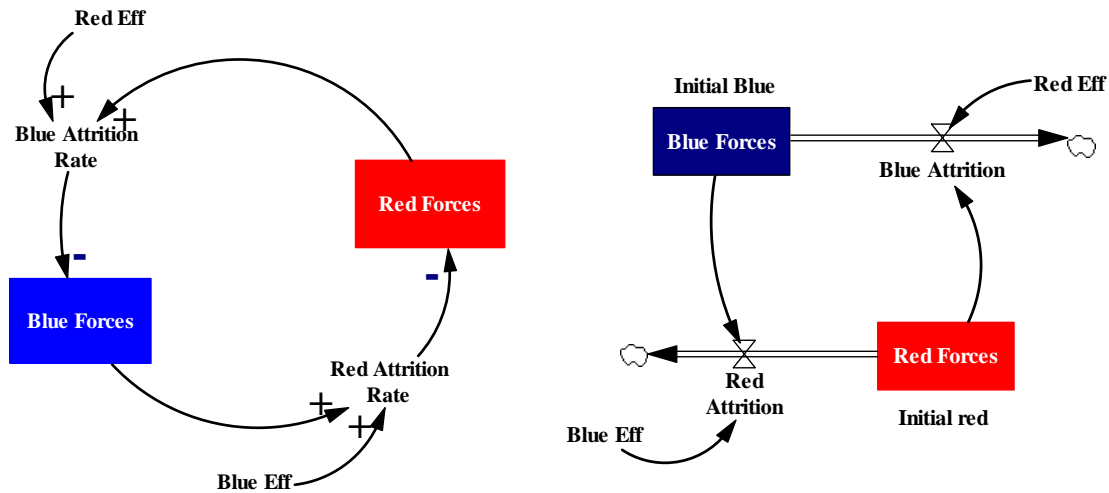 Red Eff
+
+
Blue Attrition
Rate
Red Forces
-
-
Blue Forces
Red Attrition
Rate
+
+
Blue Eff
Initial Blue
Red Eff
Blue Forces
Blue Attrition
Red Forces
Red
Attrition
Initial red
Blue Eff